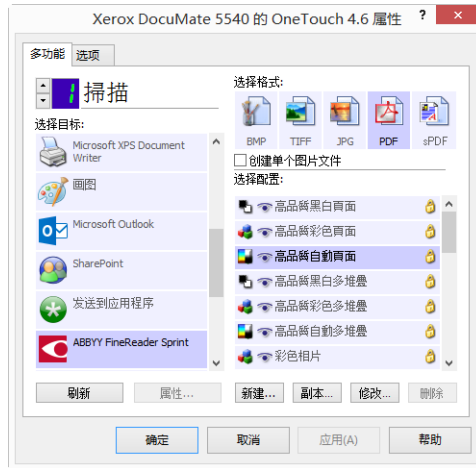 Xerox DocuMate 5540 的 OneTouch 4.6 属性
?
×
多功能
选项
1
掃描
选择目标:
Microsoft XPS Document
Writer
画图
Microsoft Outlook
SharePoint
发送到应用程序
ABBYY FineReader Sprint
刷新
属性...
选择格式:
BMP
TIFF
JPG
PDF
sPDF
创建单个图片文件
选择配置:
高品質黑白頁面
高品質彩色頁面
高品質自動頁面
高品質黑白多堆疊
高品質彩色多堆疊
高品質自動多堆疊
彩色相片
新建...
副本...
修改...
删除
确定
取消
应用(A)
帮助